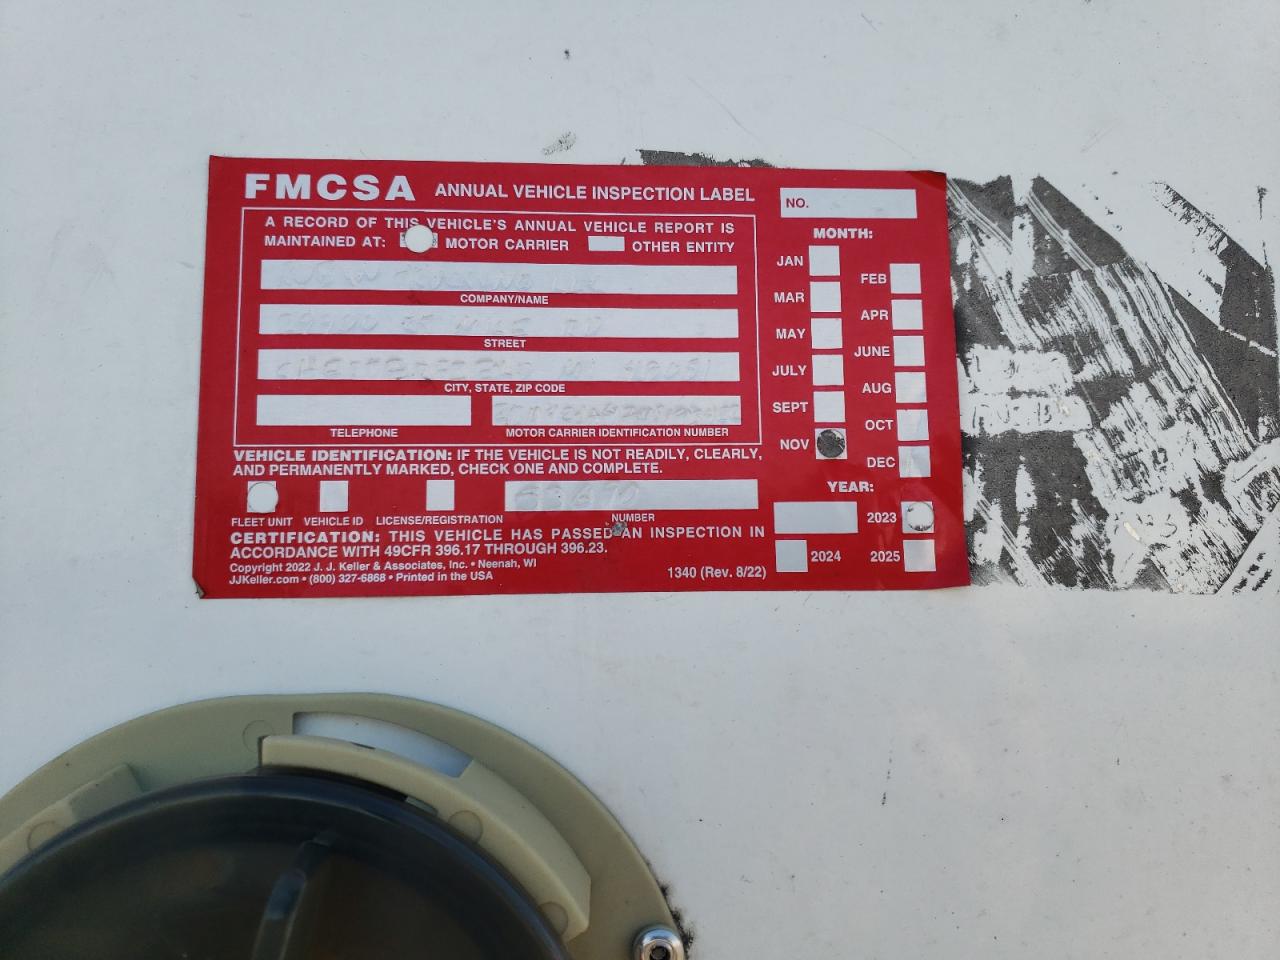 FMCSA ANNUAL VEHICLE INSPECTION LABEL
NO.
A RECORD OF THIS VEHICLE'S ANNUAL VEHICLE REPORT IS
MAINTAINED AT: MOTOR CARRIER OTHER ENTITY
COMPANY/NAME
STREET
CITY, STATE, ZIP CODE
TELEPHONE
MOTOR CARRIER IDENTIFICATION NUMBER
VEHICLE IDENTIFICATION: IF THE VEHICLE IS NOT READILY, CLEARLY,
AND PERMANENTLY MARKED, CHECK ONE AND COMPLETE.
FLEET UNIT VEHICLE ID LICENSE/REGISTRATION NUMBER
CERTIFICATION: THIS VEHICLE HAS PASSED AN INSPECTION IN
ACCORDANCE WITH 49CFR 396.17 THROUGH 396.23.
Copyright 2022 J. J. Keller & Associates, Inc. • Neenah, WI
JJKeller.com • (800) 327-6868 • Printed in the USA
1340 (Rev. 8/22)
MONTH:
JAN
FEB
MAR
APR
MAY
JUNE
JULY
AUG
SEPT
OCT
NOV
DEC
YEAR:
2023
2024
2025